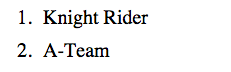 1. Knight Rider
2. A-Team